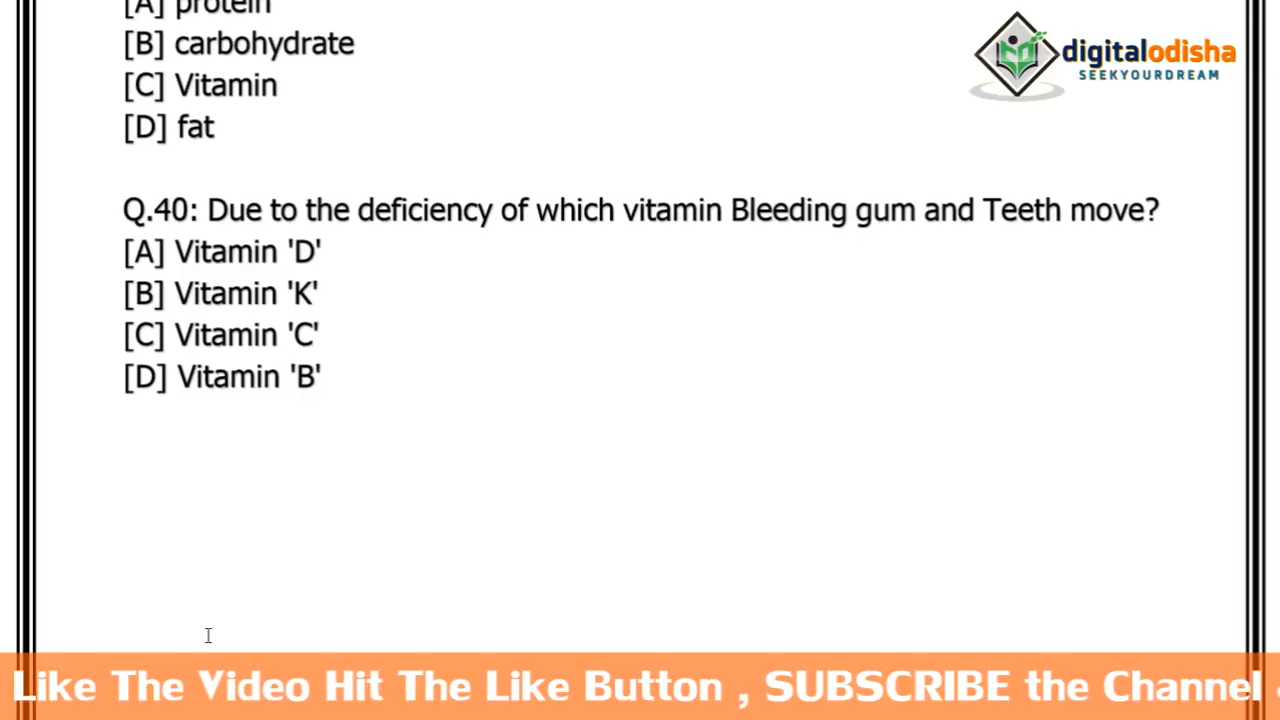 [A] protein
[B] carbohydrate
[C] Vitamin
[D] fat
digitalodisha
SEEKYOURDREAM
Q.40: Due to the deficiency of which vitamin Bleeding gum and Teeth move?
[A] Vitamin 'D'
[B] Vitamin 'K'
[C] Vitamin 'C'
[D] Vitamin 'B'
Like The Video Hit The Like Button , SUBSCRIBE the Channel